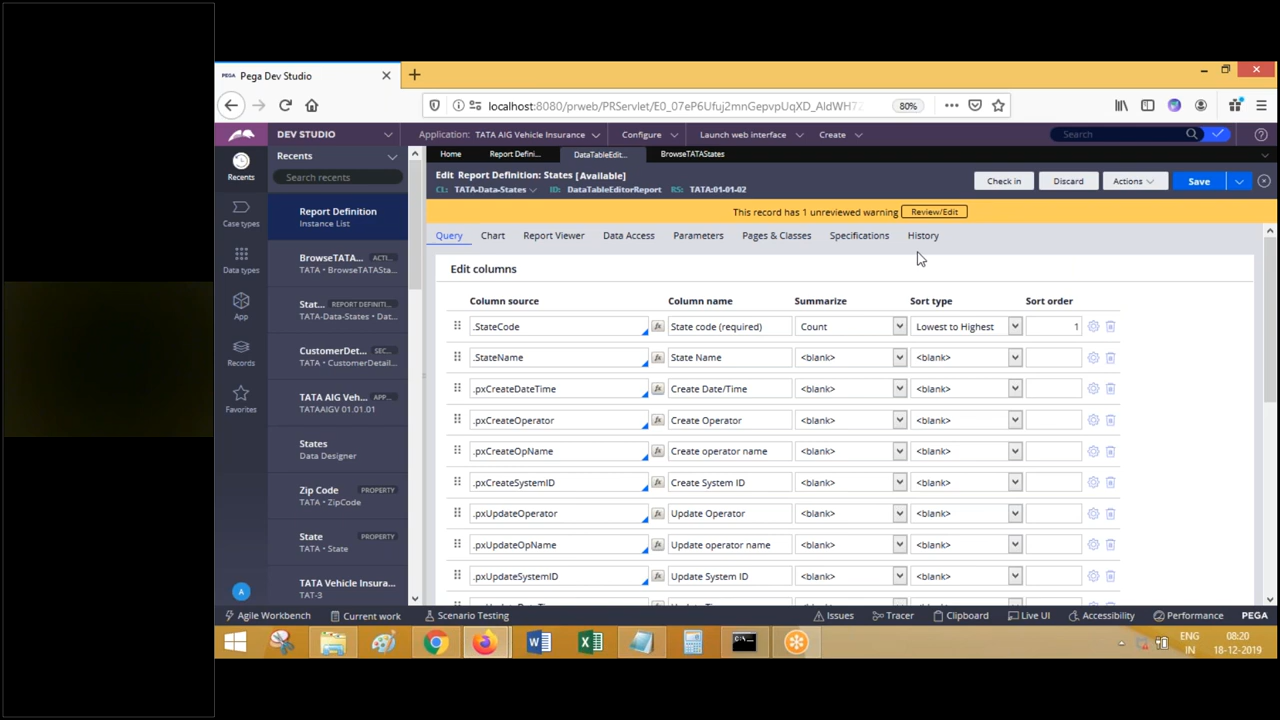 PEGA Pega Dev Studio
localhost:8080/prweb/PRServlet/E0_07eP6Ufuj2mnGepvpUqXD_AldWH7Z
80%
DEV STUDIO
Application: TATA AIG Vehicle Insurance
Configure
Launch web interface
Create
Search
Recents
Case types
Data types
App
Records
Favorites
A
Recents
Search recents
Report Definition
Instance List
BrowseTATA... ACTI...
TATA • BrowseTATASta...
Stat... REPORT DEFINITI...
TATA-Data-States • Dat...
CustomerDet... SEC...
TATA • CustomerDetail...
TATA AIG Veh... APP...
TATAAIGV 01.01.01
States
Data Designer
Zip Code PROPERTY
TATA • ZipCode
State PROPERTY
TATA • State
TATA Vehicle Insura...
TAT-3
Home
Report Defini...
DataTableEdit...
BrowseTATAStates
Edit Report Definition: States [Available]
CL: TATA-Data-States ID: DataTableEditorReport RS: TATA:01-01-02
Check in
Discard
Actions
Save
This record has 1 unreviewed warning Review/Edit
Query Chart Report Viewer Data Access Parameters Pages & Classes Specifications History
Edit columns
Column source Column name Summarize Sort type Sort order
.StateCode State code (required) Count Lowest to Highest 1
.StateName State Name <blank> <blank>
.pxCreateDateTime Create Date/Time <blank> <blank>
.pxCreateOperator Create Operator <blank> <blank>
.pxCreateOpName Create operator name <blank> <blank>
.pxCreateSystemID Create System ID <blank> <blank>
.pxUpdateOperator Update Operator <blank> <blank>
.pxUpdateOpName Update operator name <blank> <blank>
.pxUpdateSystemID Update System ID <blank> <blank>
Agile Workbench
Current work
Scenario Testing
Issues
Tracer
Clipboard
Live UI
Accessibility
Performance
PEGA
ENG
IN
08:20
18-12-2019